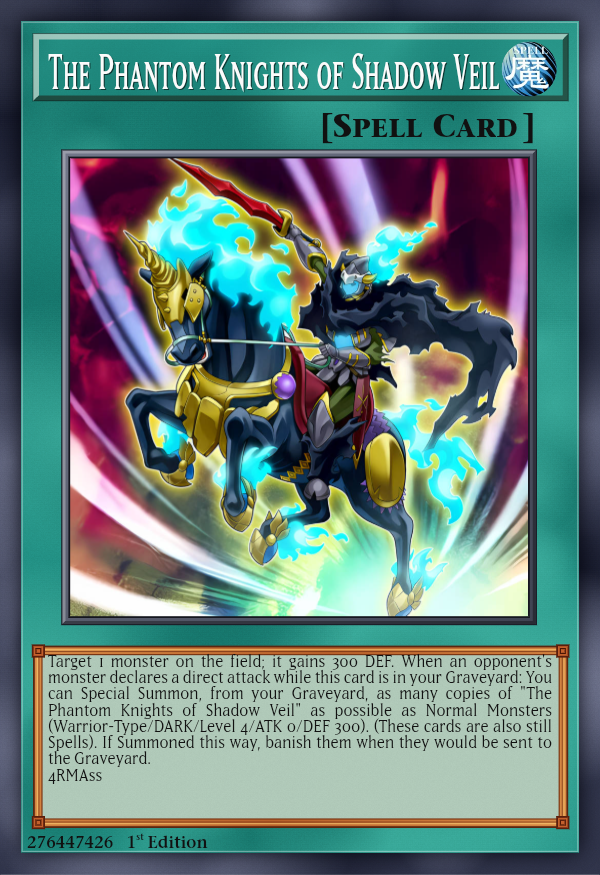 The Phantom Knights of Shadow Veil
SPELL
魔
[Spell Card]
Target 1 monster on the field; it gains 300 DEF. When an opponent's
monster declares a direct attack while this card is in your Graveyard: You
can Special Summon, from your Graveyard, as many copies of "The
Phantom Knights of Shadow Veil" as possible as Normal Monsters
(Warrior-Type/DARK/Level 4/ATK 0/DEF 300). (These cards are also still
Spells). If Summoned this way, banish them when they would be sent to
the Graveyard.
4RMAss
276447426 1st Edition